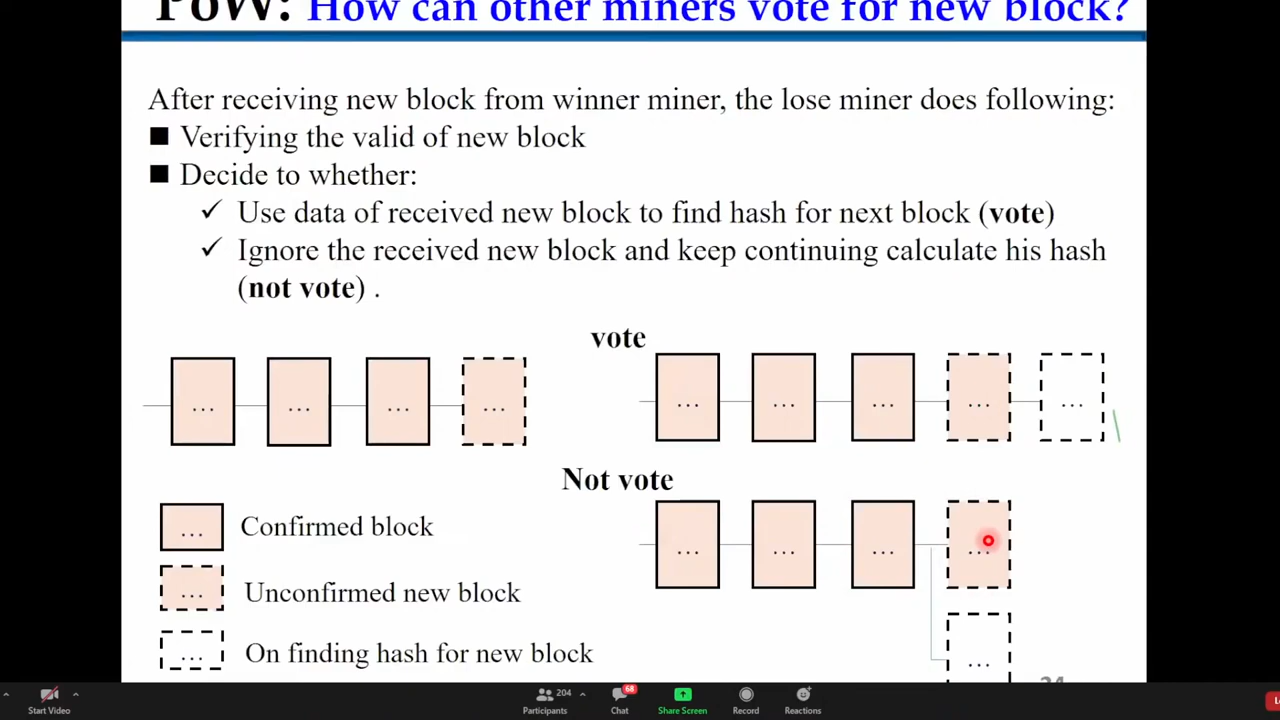 PoW: How can other miners vote for new block?
After receiving new block from winner miner, the lose miner does following:
Verifying the valid of new block
Decide to whether:
Use data of received new block to find hash for next block (vote)
Ignore the received new block and keep continuing calculate his hash
(not vote) .
vote
... ... ... ... ... ... ... ... ...
Not vote
... Confirmed block ... ... ... ...
... Unconfirmed new block
... On finding hash for new block ...
Start Video
204
Participants
68
Chat
Share Screen
Record
Reactions